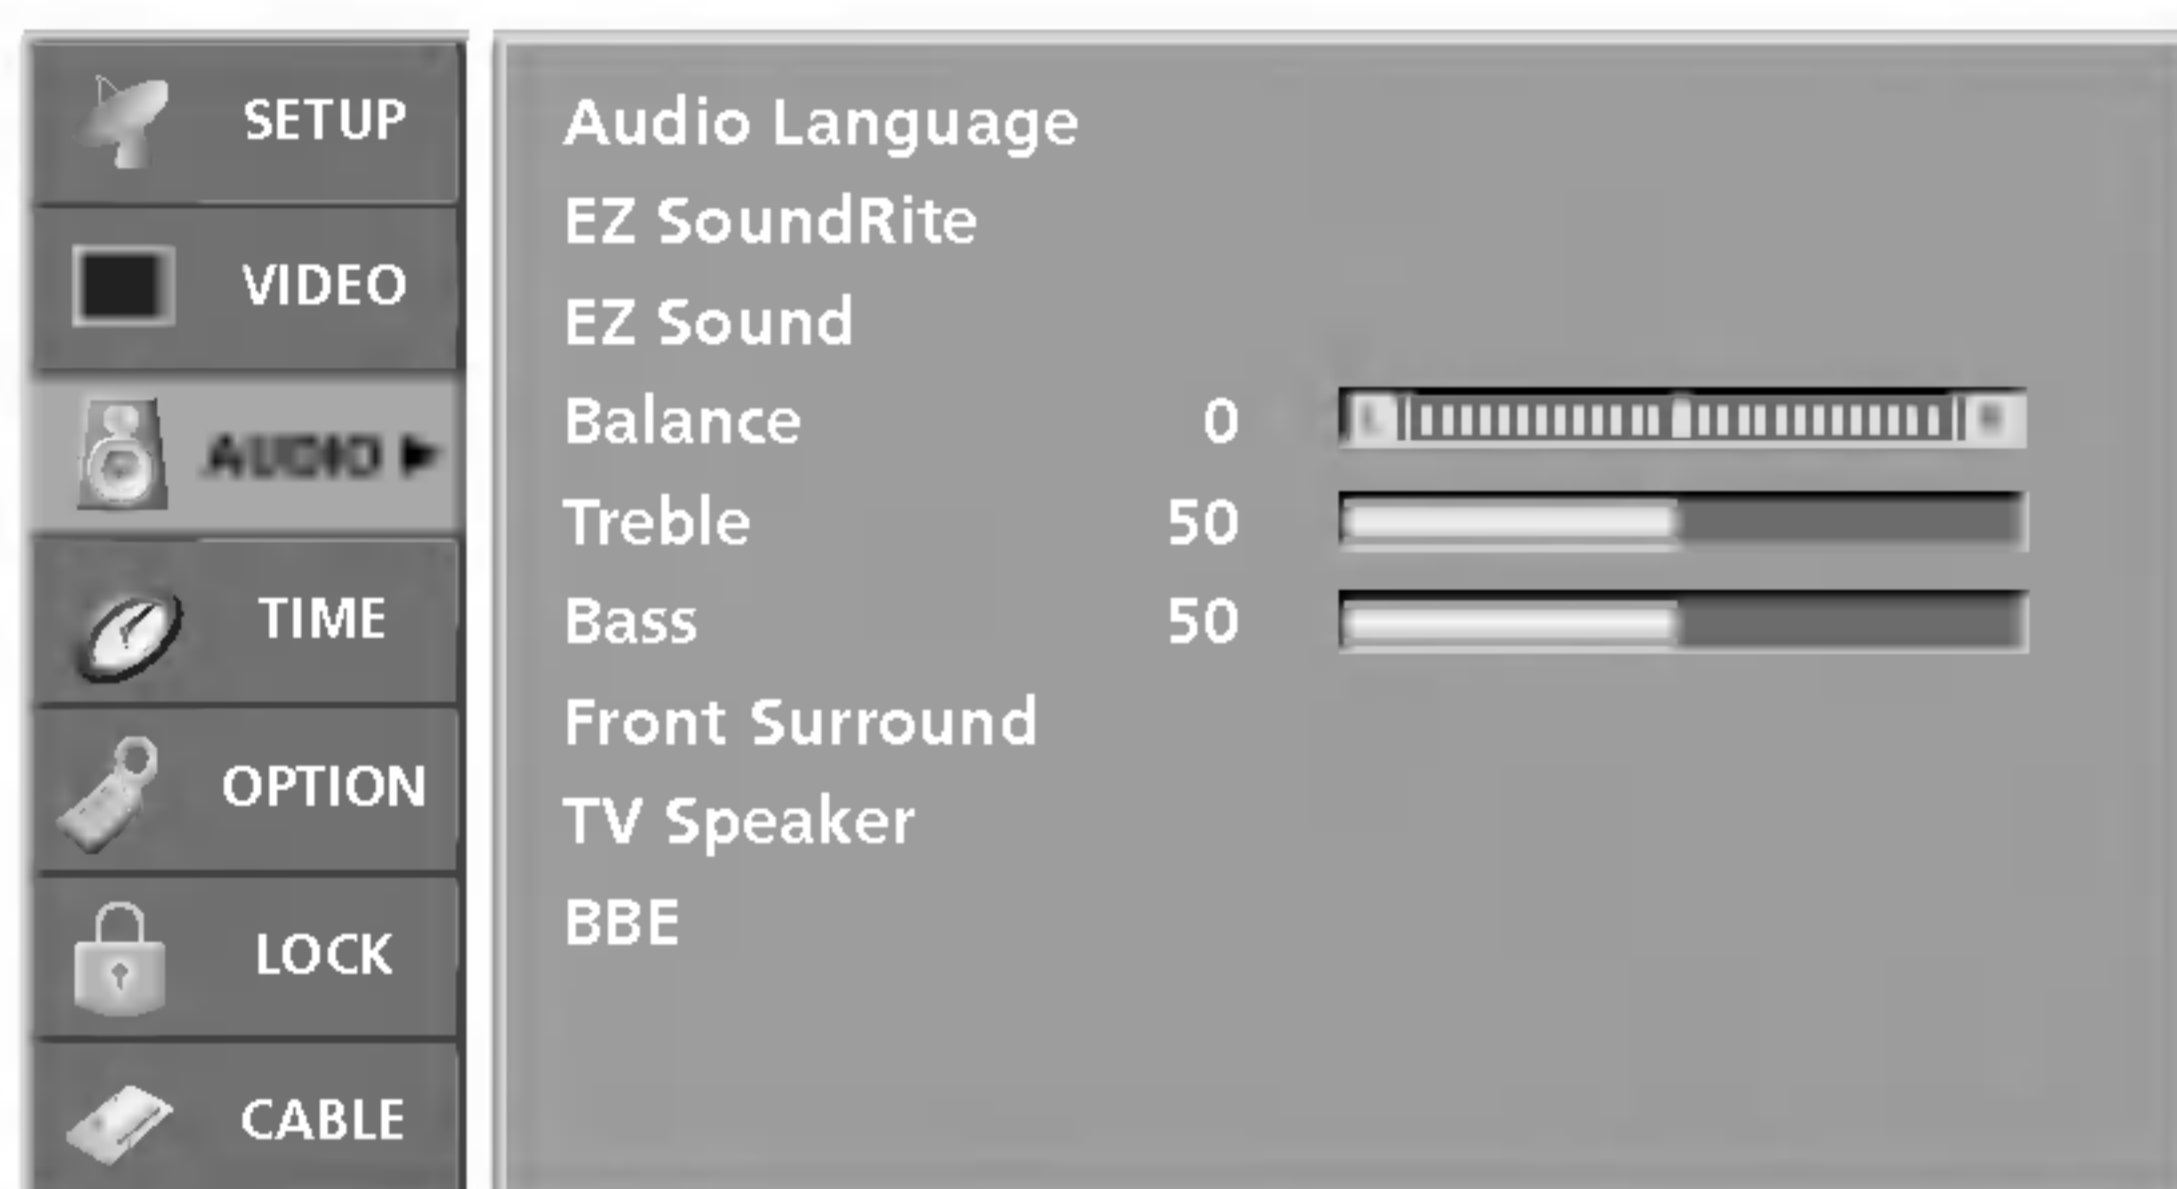 SETUP
VIDEO
AUDIO
TIME
OPTION
LOCK
CABLE
Audio Language
EZ SoundRite
EZ Sound
Balance 0 L R
Treble 50
Bass 50
Front Surround
TV Speaker
BBE